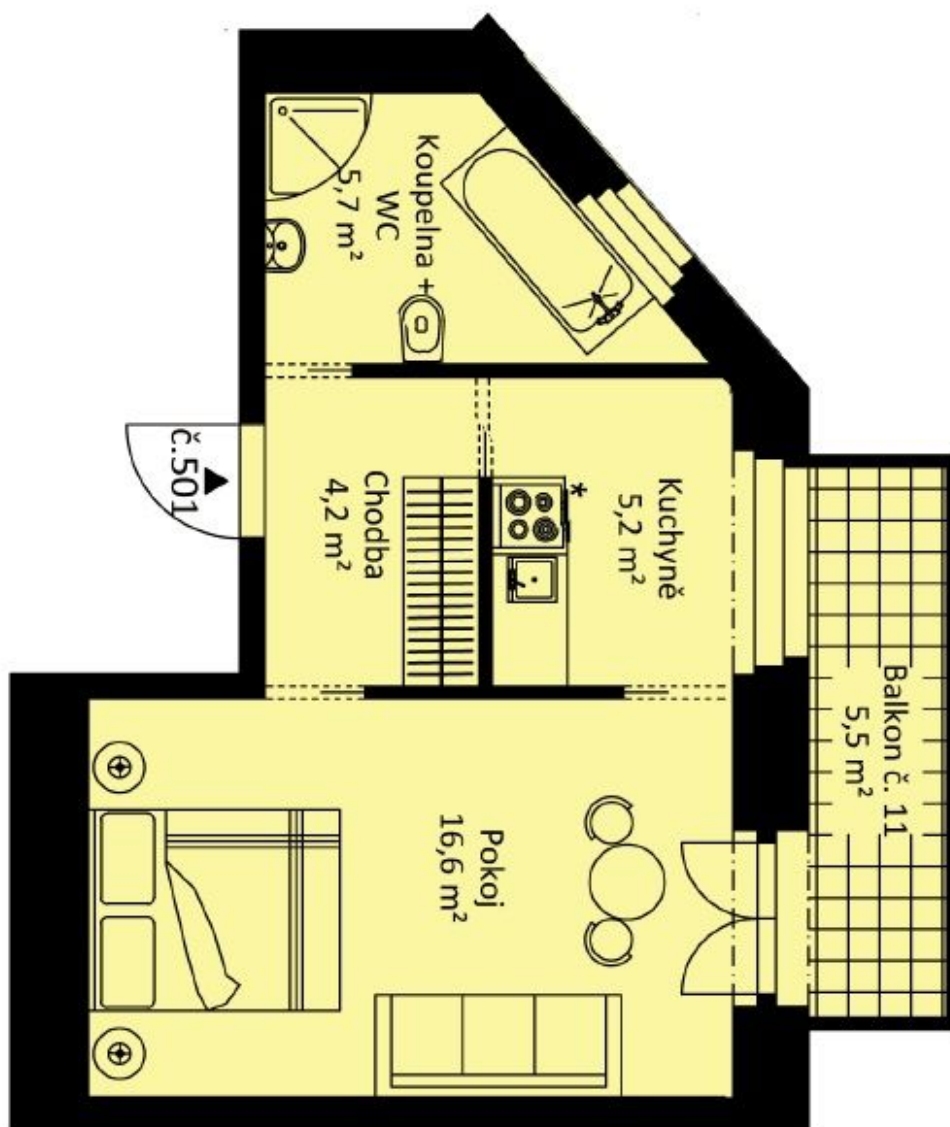 Koupelna +
WC
5,7 m²
č.501
Chodba
4,2 m²
Kuchyně
5,2 m²
*
Balkon č. 11
5,5 m²
Pokoj
16,6 m²